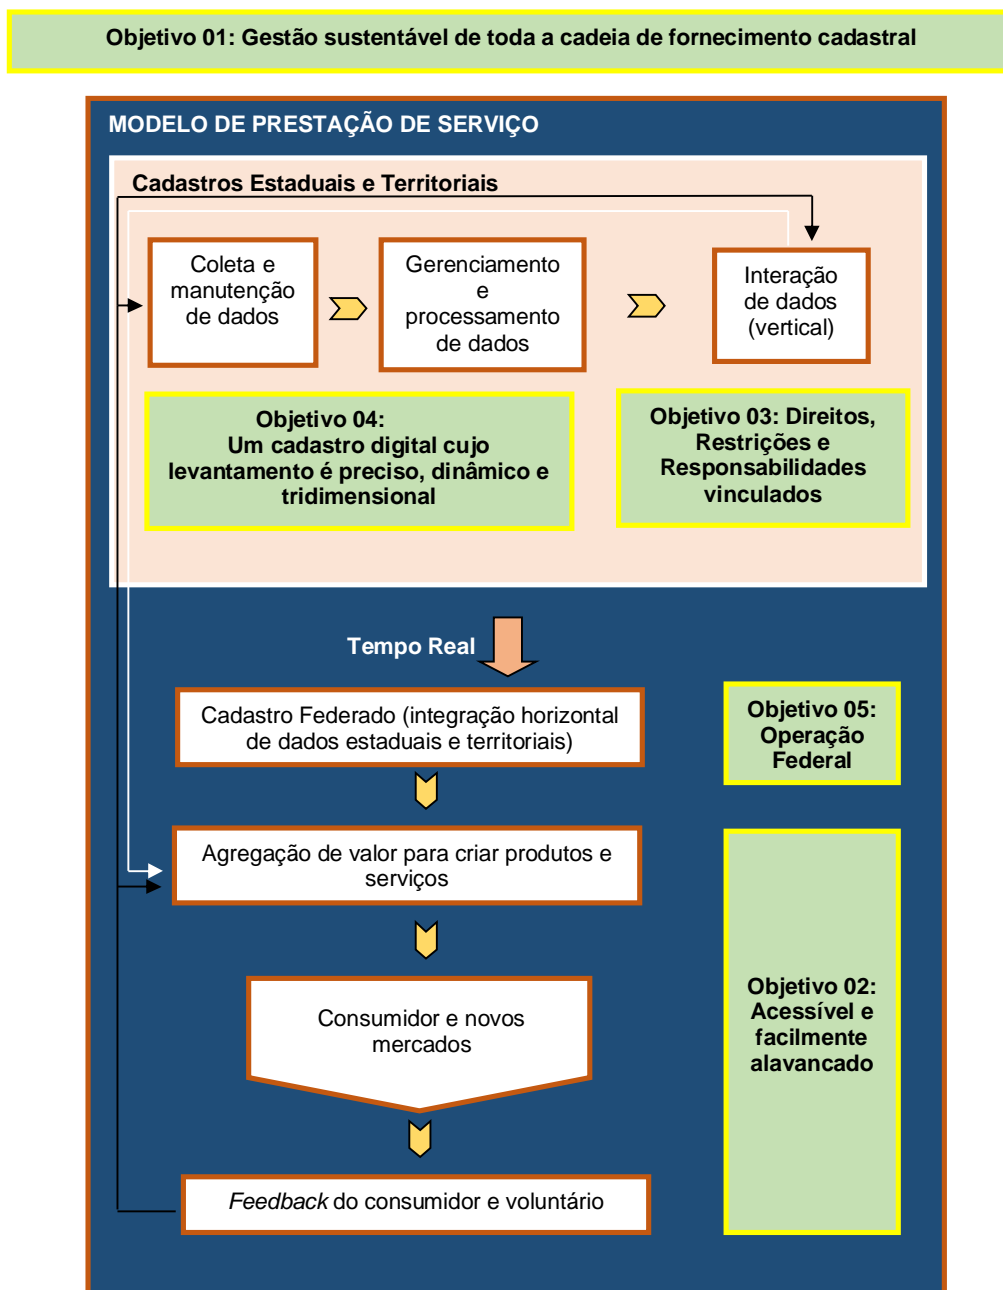 Objetivo 01: Gestão sustentável de toda a cadeia de fornecimento cadastral
MODELO DE PRESTAÇÃO DE SERVIÇO
Cadastros Estaduais e Territoriais
Coleta e
manutenção
de dados
Gerenciamento
e
processamento
de dados
Interação
de dados
(vertical)
Objetivo 04:
Um cadastro digital cujo
levantamento é preciso, dinâmico e
tridimensional
Objetivo 03: Direitos,
Restrições e
Responsabilidades
vinculados
Tempo Real
Cadastro Federado (integração horizontal
de dados estaduais e territoriais)
Objetivo 05:
Operação
Federal
Agregação de valor para criar produtos e
serviços
Consumidor e novos
mercados
Objetivo 02:
Acessível e
facilmente
alavancado
Feedback do consumidor e voluntário